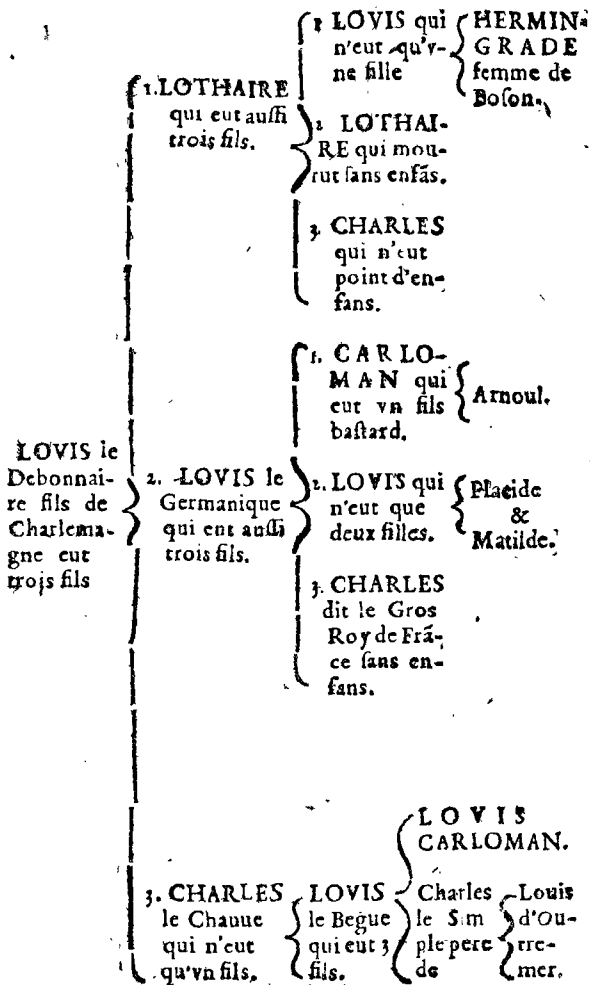 LOVIS le
Debonnai-
re fils de
Charlema-
gne eut
trois fils
1. LOTHAIRE
qui eut auſſi
trois fils.
1 LOVIS qui
n'eut qu'v-
ne fille
HERMIN-
GRADE
femme de
Boſon.
2 LOTHAI-
RE qui mou-
rut ſans enfãs.
3. CHARLES
qui n'eut
point d'en-
fans.
2. LOVIS le
Germanique
qui eut auſſi
trois fils.
1. CARLO-
MAN qui
eut vn fils
baſtard.
Arnoul.
2. LOVIS qui
n'eut que
deux filles.
Placide
&
Matilde.
3. CHARLES
dit le Gros
Roy de Frã-
ce ſans en-
fans.
3. CHARLES
le Chauue
qui n'eut
qu'vn fils.
LOVIS
le Begue
qui eut 3
fils.
LOVIS
CARLOMAN.
Charles
le Sim
ple pere
de
Louis
d'Ou-
rre-
mer.